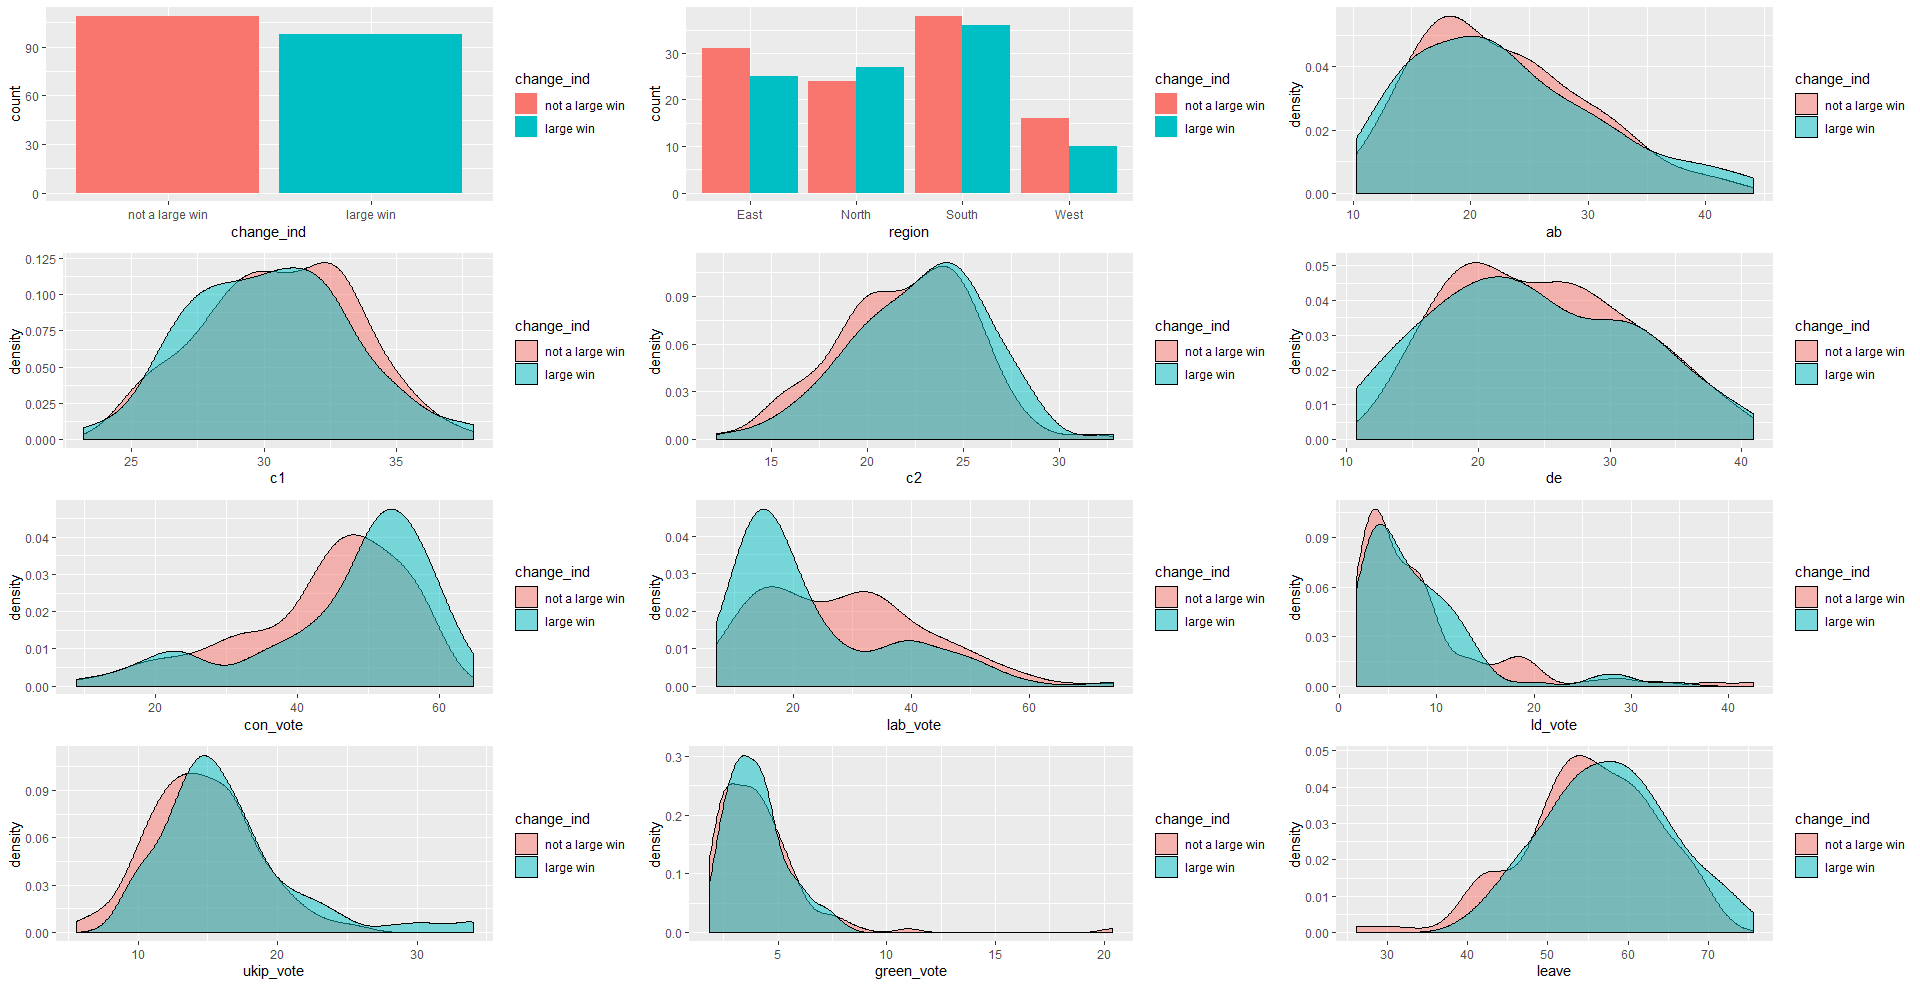 count
90
60
30
0
not a large win large win
change_ind
change_ind
not a large win
large win
count
30
20
10
0
East North South West
region
change_ind
not a large win
large win
density
0.04
0.02
0.00
10 20 30 40
ab
change_ind
not a large win
large win
density
0.125
0.100
0.075
0.050
0.025
0.000
25 30 35
c1
change_ind
not a large win
large win
density
0.09
0.06
0.03
0.00
15 20 25 30
c2
change_ind
not a large win
large win
density
0.05
0.04
0.03
0.02
0.01
0.00
10 20 30 40
de
change_ind
not a large win
large win
density
0.04
0.03
0.02
0.01
0.00
20 40 60
con_vote
change_ind
not a large win
large win
density
0.04
0.03
0.02
0.01
0.00
20 40 60
lab_vote
change_ind
not a large win
large win
density
0.09
0.06
0.03
0.00
0 10 20 30 40
ld_vote
change_ind
not a large win
large win
density
0.09
0.06
0.03
0.00
10 20 30
ukip_vote
change_ind
not a large win
large win
density
0.3
0.2
0.1
0.0
5 10 15 20
green_vote
change_ind
not a large win
large win
density
0.05
0.04
0.03
0.02
0.01
0.00
30 40 50 60 70
leave
change_ind
not a large win
large win